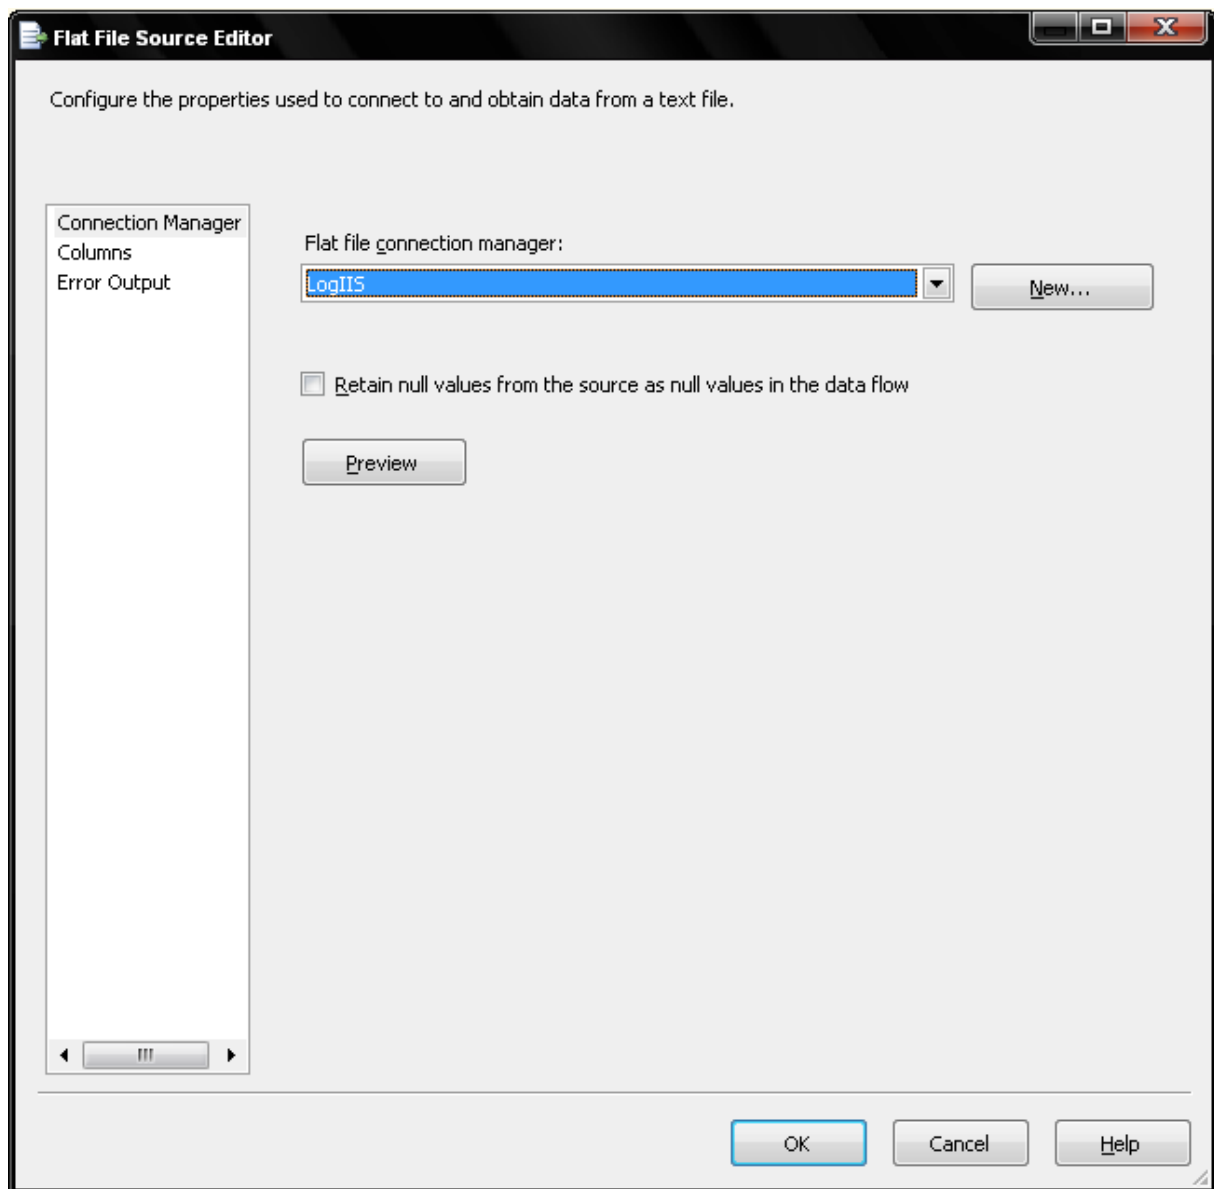 Flat File Source Editor
Configure the properties used to connect to and obtain data from a text file.
Connection Manager
Columns
Error Output
Flat file connection manager:
LogIIS
New...
Retain null values from the source as null values in the data flow
Preview
OK
Cancel
Help